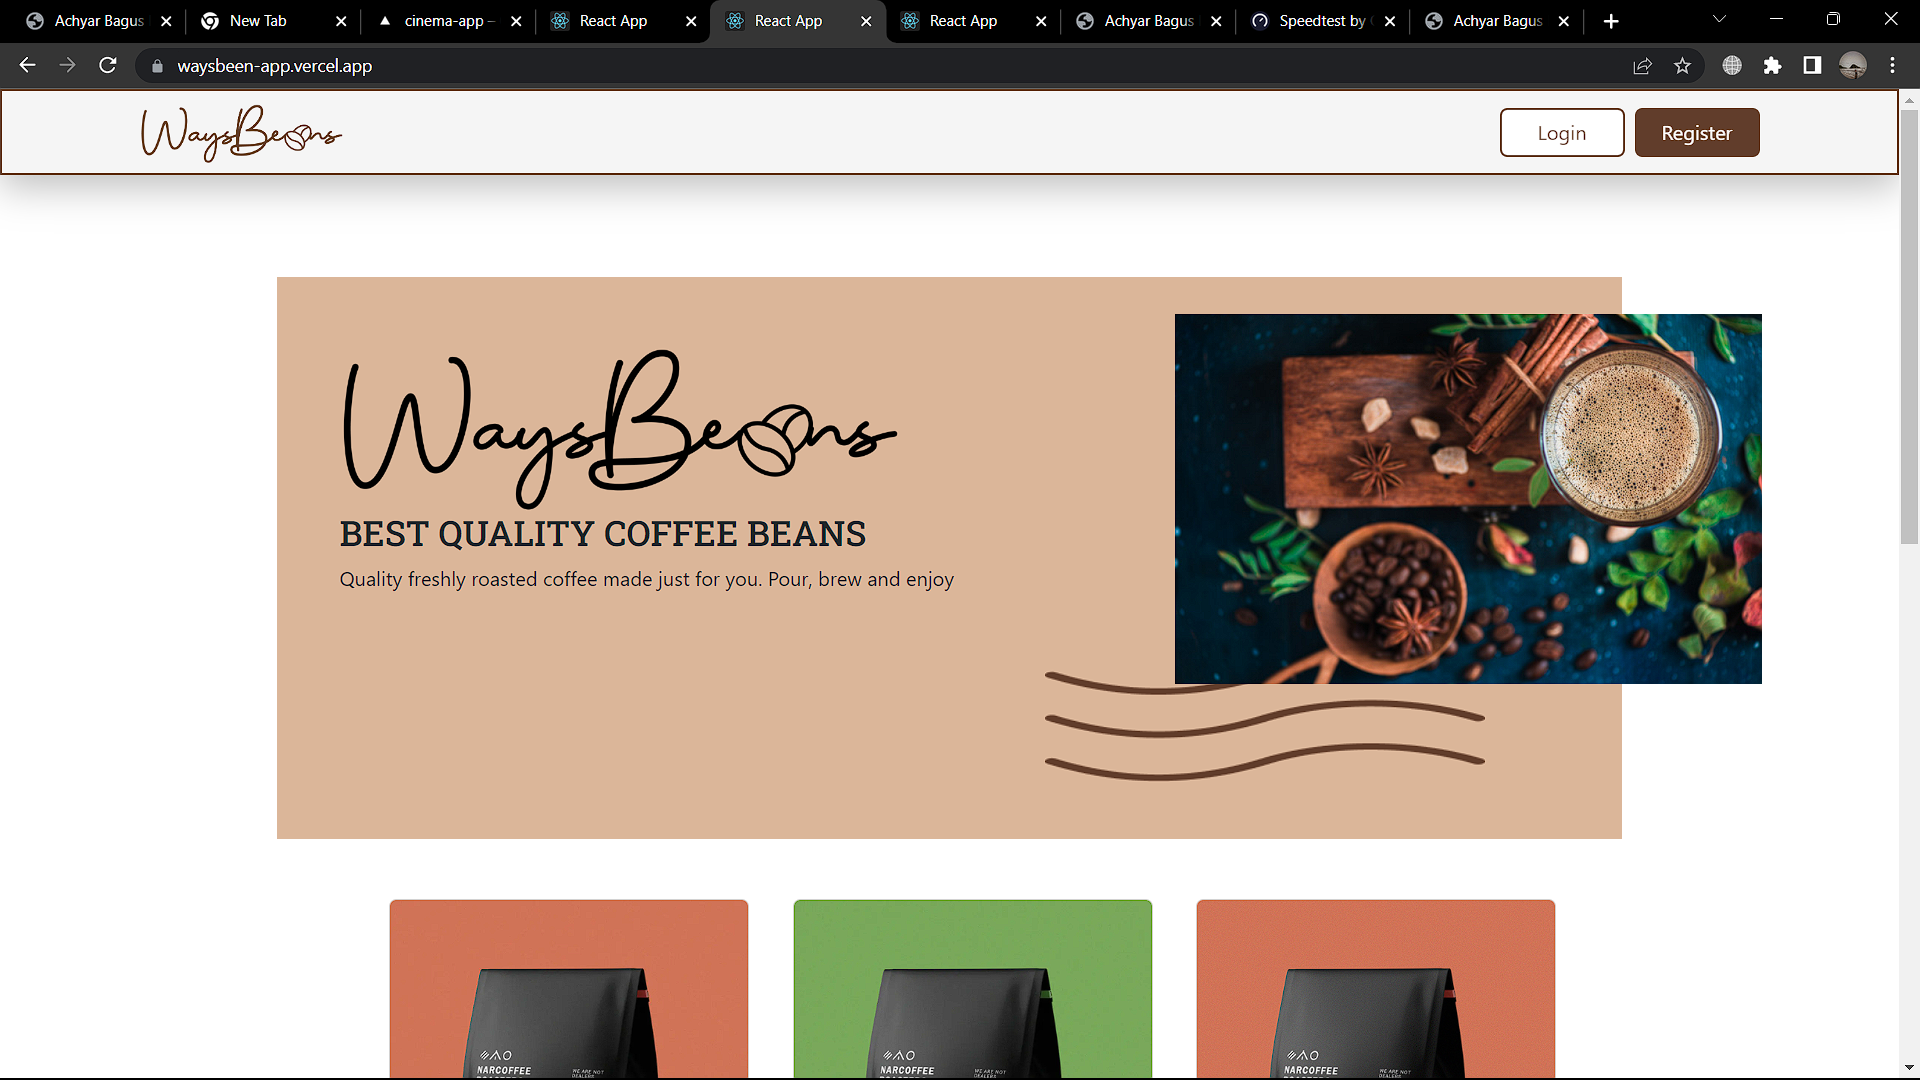 Achyar Bagus
New Tab
cinema-app –
React App
React App
React App
Achyar Bagus
Speedtest by
Achyar Bagus
waysbeen-app.vercel.app
WaysBeans
Login
Register
WaysBeans
BEST QUALITY COFFEE BEANS
Quality freshly roasted coffee made just for you. Pour, brew and enjoy
NARCOFFEE
WE ARE NOT
DEALERS
NARCOFFEE
WE ARE NOT
DEALERS
NARCOFFEE
WE ARE NOT
DEALERS